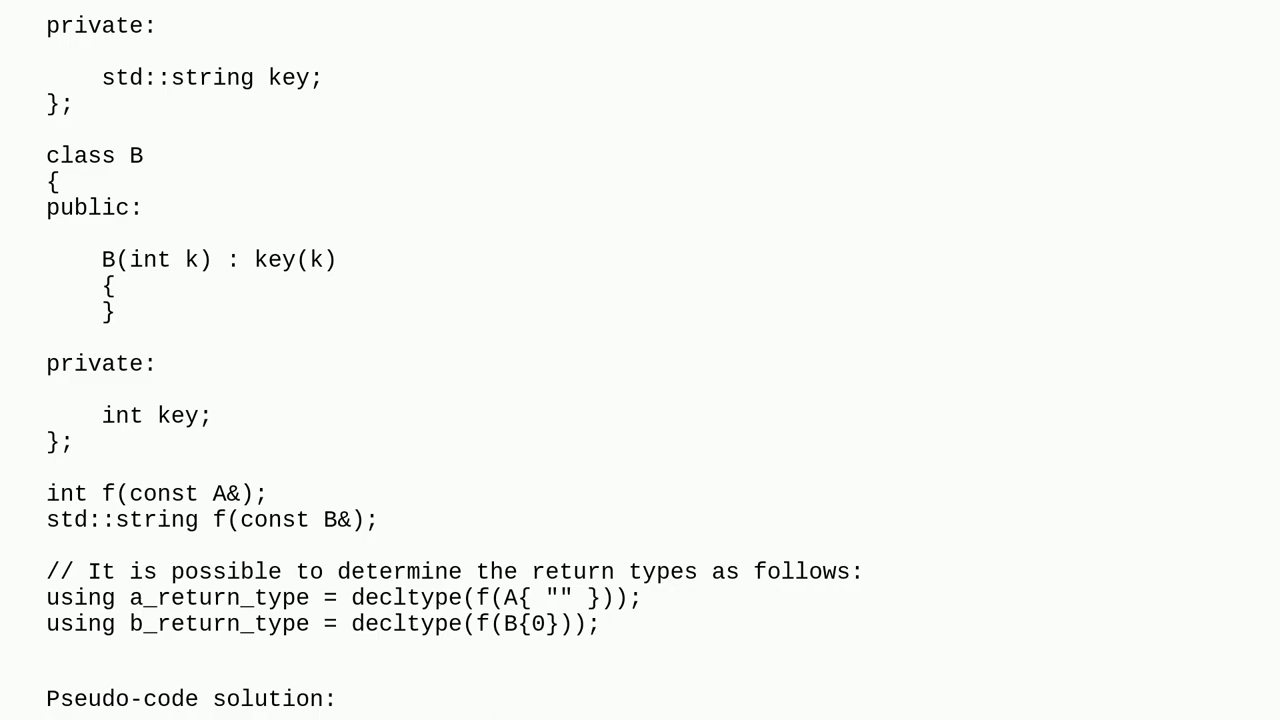 private:
    std::string key;
};
class B
{
public:
    B(int k) : key(k)
    {
    }
private:
    int key;
};
int f(const A&);
std::string f(const B&);
// It is possible to determine the return types as follows:
using a_return_type = decltype(f(A{ "" }));
using b_return_type = decltype(f(B{0}));
Pseudo-code solution: